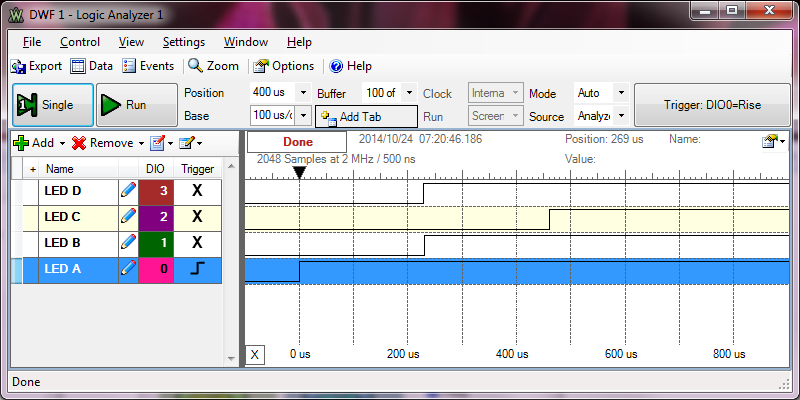 DWF 1 - Logic Analyzer 1
File Control View Settings Window Help
Export Data Events Zoom Options Help
1 Single Run
Position 400 us Buffer 100 of Clock Interna Mode Auto
Base 100 us/ Add Tab Run Screen Source Analyze
Trigger: DIO0=Rise
Add Remove
Done 2014/10/24 07:20:46.186 Position: 269 us Name:
2048 Samples at 2 MHz / 500 ns Value:
+ Name DIO Trigger
LED D 3 X
LED C 2 X
LED B 1 X
LED A 0
X 0 us 200 us 400 us 600 us 800 us
Done